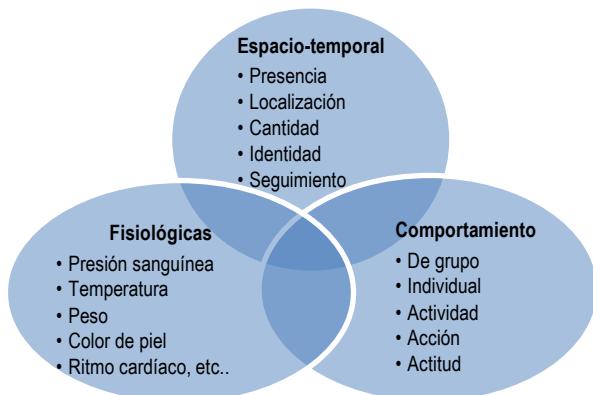 Espacio-temporal
• Presencia
• Localización
• Cantidad
• Identidad
• Seguimiento
Fisiológicas
• Presión sanguínea
• Temperatura
• Peso
• Color de piel
• Ritmo cardíaco, etc..
Comportamiento
• De grupo
• Individual
• Actividad
• Acción
• Actitud